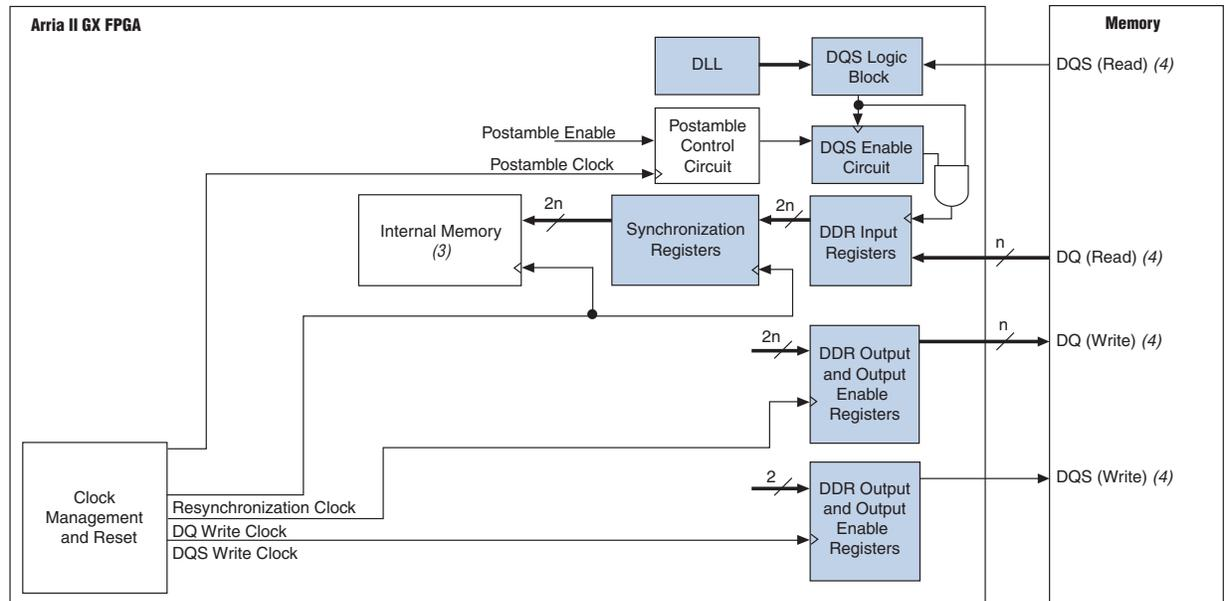 Arria II GX FPGA
Memory
DLL
DQS Logic
Block
DQS (Read) (4)
Postamble Enable
Postamble
Control
Circuit
DQS Enable
Circuit
Postamble Clock
Internal Memory
(3)
2n
Synchronization
Registers
2n
DDR Input
Registers
n
DQ (Read) (4)
2n
DDR Output
and Output
Enable
Registers
n
DQ (Write) (4)
Clock
Management
and Reset
Resynchronization Clock
DQ Write Clock
DQS Write Clock
2
DDR Output
and Output
Enable
Registers
DQS (Write) (4)